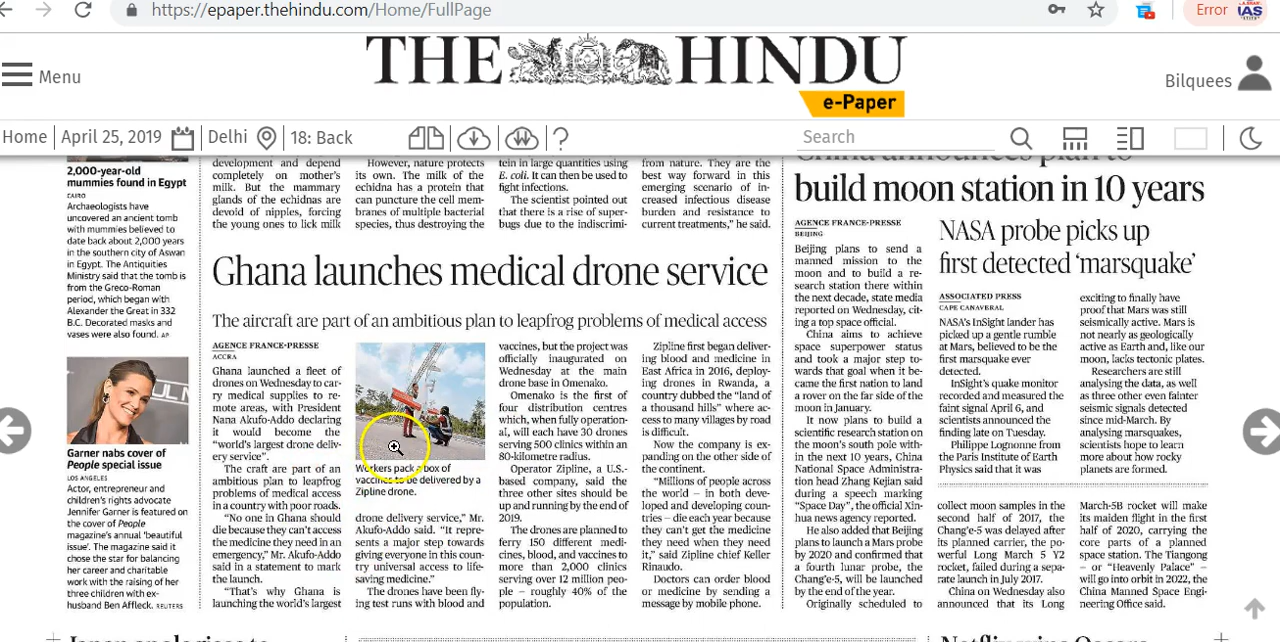 https://epaper.thehindu.com/Home/FullPage
Error
IAS
THE HINDU
e-Paper
Menu
Bilquees
Home
April 25, 2019
Delhi
18: Back
?
Search
2,000-year-old
mummies found in Egypt
CAIRO
Archaeologists have
uncovered an ancient tomb
with mummies believed to
date back about 2,000 years
in the southern city of Aswan
in Egypt. The Antiquities
Ministry said that the tomb is
from the Greco-Roman
period, which began with
Alexander the Great in 332
B.C. Decorated masks and
vases were also found. AP
Garner nabs cover of
People special issue
LOS ANGELES
Actor, entrepreneur and
children's rights advocate
Jennifer Garner is featured on
the cover of People
magazine's annual 'beautiful
issue'. The magazine said it
chose the star for balancing
her career and charitable
work with the raising of her
three children with ex-
husband Ben Affleck. REUTERS
development and depend
completely on mother's
milk. But the mammary
glands of the echidnas are
devoid of nipples, forcing
the young ones to lick milk
However, nature protects
its own. The milk of the
echidna has a protein that
can puncture the cell mem-
branes of multiple bacterial
species, thus destroying the
tein in large quantities using
E. coli. It can then be used to
fight infections.
The scientist pointed out
that there is a rise of super-
bugs due to the indiscrimi-
from nature. They are the
best way forward in this
emerging scenario of in-
creased infectious disease
burden and resistance to
current treatments," he said.
Ghana launches medical drone service
The aircraft are part of an ambitious plan to leapfrog problems of medical access
AGENCE FRANCE-PRESSE
ACCRA
Ghana launched a fleet of
drones on Wednesday to car-
ry medical supplies to re-
mote areas, with President
Nana Akufo-Addo declaring
it would become the
"world's largest drone deliv-
ery service".
The craft are part of an
ambitious plan to leapfrog
problems of medical access
in a country with poor roads.
"No one in Ghana should
die because they can't access
the medicine they need in an
emergency," Mr. Akufo-Addo
said in a statement to mark
the launch.
"That's why Ghana is
launching the world's largest
Workers pack a box of
vaccines to be delivered by a
Zipline drone.
drone delivery service," Mr.
Akufo-Addo said. "It repre-
sents a major step towards
giving everyone in this coun-
try universal access to life-
saving medicine."
The drones have been fly-
ing test runs with blood and
vaccines, but the project was
officially inaugurated on
Wednesday at the main
drone base in Omenako.
Omenako is the first of
four distribution centres
which, when fully operation-
al, will each have 30 drones
serving 500 clinics within an
80-kilometre radius.
Operator Zipline, a U.S.-
based company, said the
three other sites should be
up and running by the end of
2019.
The drones are planned to
ferry 150 different medi-
cines, blood, and vaccines to
more than 2,000 clinics
serving over 12 million peo-
ple – roughly 40% of the
population.
Zipline first began deliver-
ing blood and medicine in
East Africa in 2016, deploy-
ing drones in Rwanda, a
country dubbed the "land of
a thousand hills" where ac-
cess to many villages by road
is difficult.
Now the company is ex-
panding on the other side of
the continent.
"Millions of people across
the world – in both deve-
loped and developing coun-
tries – die each year because
they can't get the medicine
they need when they need
it," said Zipline chief Keller
Rinaudo.
Doctors can order blood
or medicine by sending a
message by mobile phone.
China announces plan to
build moon station in 10 years
AGENCE FRANCE-PRESSE
BEIJING
Beijing plans to send a
manned mission to the
moon and to build a re-
search station there within
the next decade, state media
reported on Wednesday, cit-
ing a top space official.
China aims to achieve
space superpower status
and took a major step to-
wards that goal when it be-
came the first nation to land
a rover on the far side of the
moon in January.
It now plans to build a
scientific research station on
the moon's south pole with-
in the next 10 years, China
National Space Administra-
tion head Zhang Kejian said
during a speech marking
"Space Day", the official Xin-
hua news agency reported.
He also added that Beijing
plans to launch a Mars probe
by 2020 and confirmed that
a fourth lunar probe, the
Chang'e-5, will be launched
by the end of the year.
Originally scheduled to
NASA probe picks up
first detected 'marsquake'
ASSOCIATED PRESS
CAPE CANAVERAL
NASA's InSight lander has
picked up a gentle rumble
at Mars, believed to be the
first marsquake ever
detected.
InSight's quake monitor
recorded and measured the
faint signal April 6, and
scientists announced the
finding late on Tuesday.
Philippe Lognonne from
the Paris Institute of Earth
Physics said that it was
exciting to finally have
proof that Mars was still
seismically active. Mars is
not nearly as geologically
active as Earth and, like our
moon, lacks tectonic plates.
Researchers are still
analysing the data, as well
as three other even fainter
seismic signals detected
since mid-March. By
analysing marsquakes,
scientists hope to learn
more about how rocky
planets are formed.
collect moon samples in the
second half of 2017, the
Chang'e-5 was delayed after
its planned carrier, the po-
werful Long March 5 Y2
rocket, failed during a sepa-
rate launch in July 2017.
China on Wednesday also
announced that its Long
March-5B rocket will make
its maiden flight in the first
half of 2020, carrying the
core parts of a planned
space station. The Tiangong
– or "Heavenly Palace" –
will go into orbit in 2022, the
China Manned Space Engi-
neering Office said.